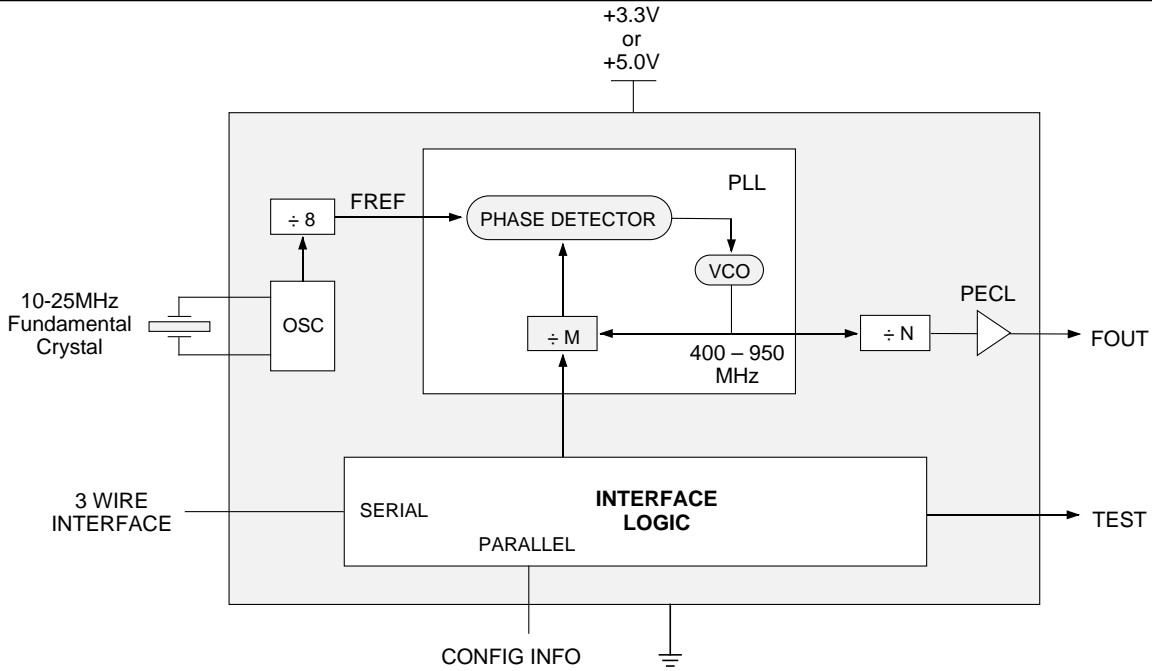 +3.3V
or
+5.0V
PLL
FREF
÷ 8
PHASE DETECTOR
VCO
10-25MHz
Fundamental
Crystal
OSC
÷ M
400 – 950
MHz
÷ N
PECL
FOUT
3 WIRE
INTERFACE
SERIAL
INTERFACE
LOGIC
PARALLEL
TEST
CONFIG INFO